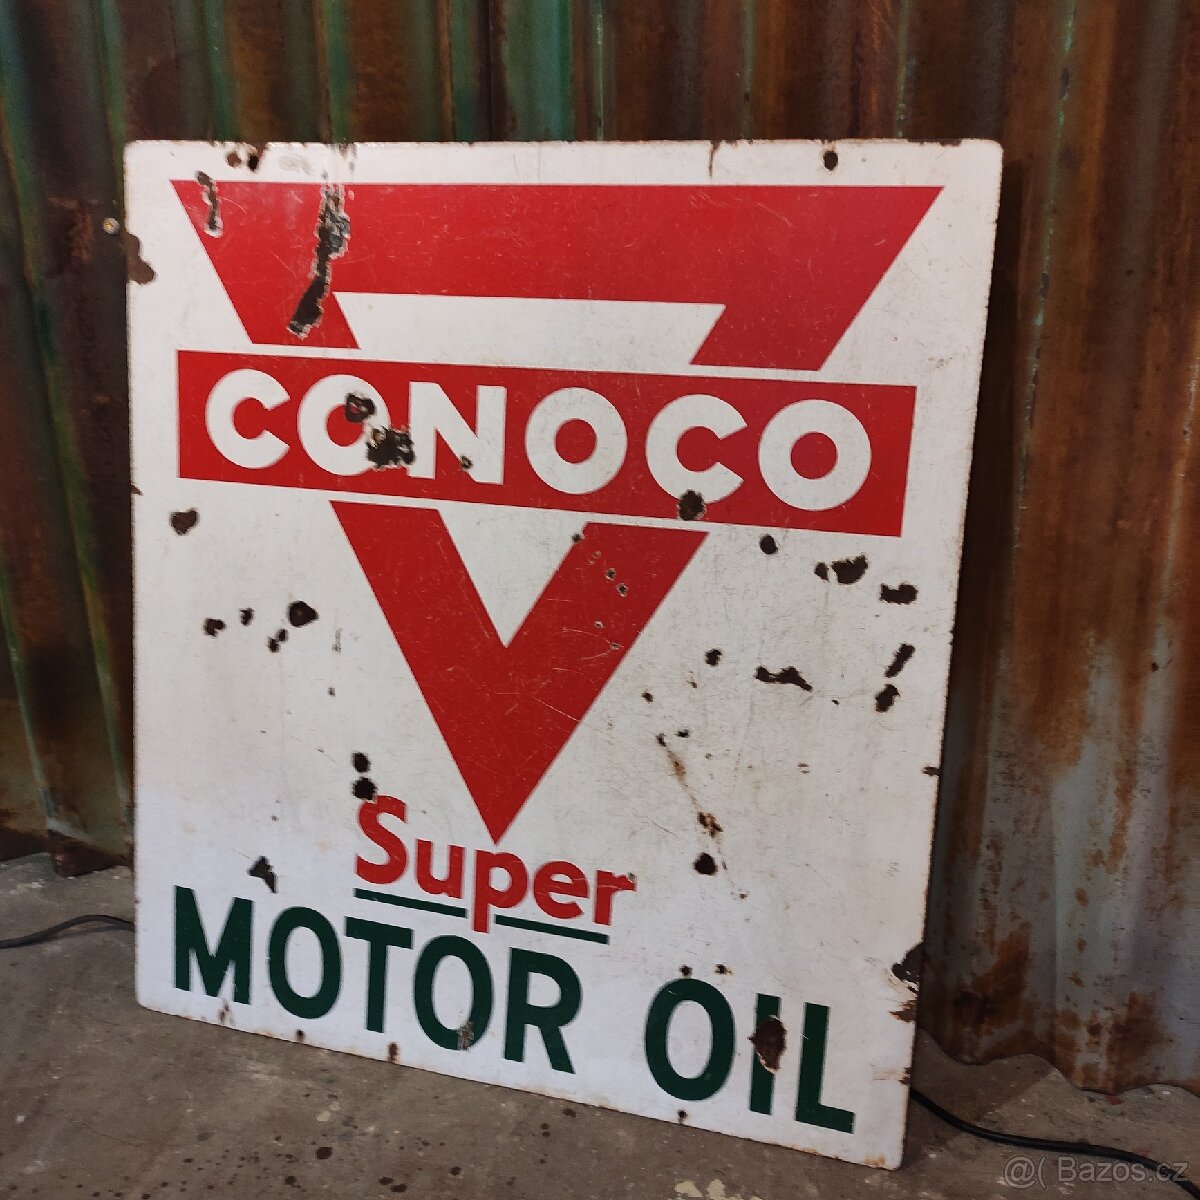 CONOCO
Super
MOTOR OIL
@( Bazos.cz